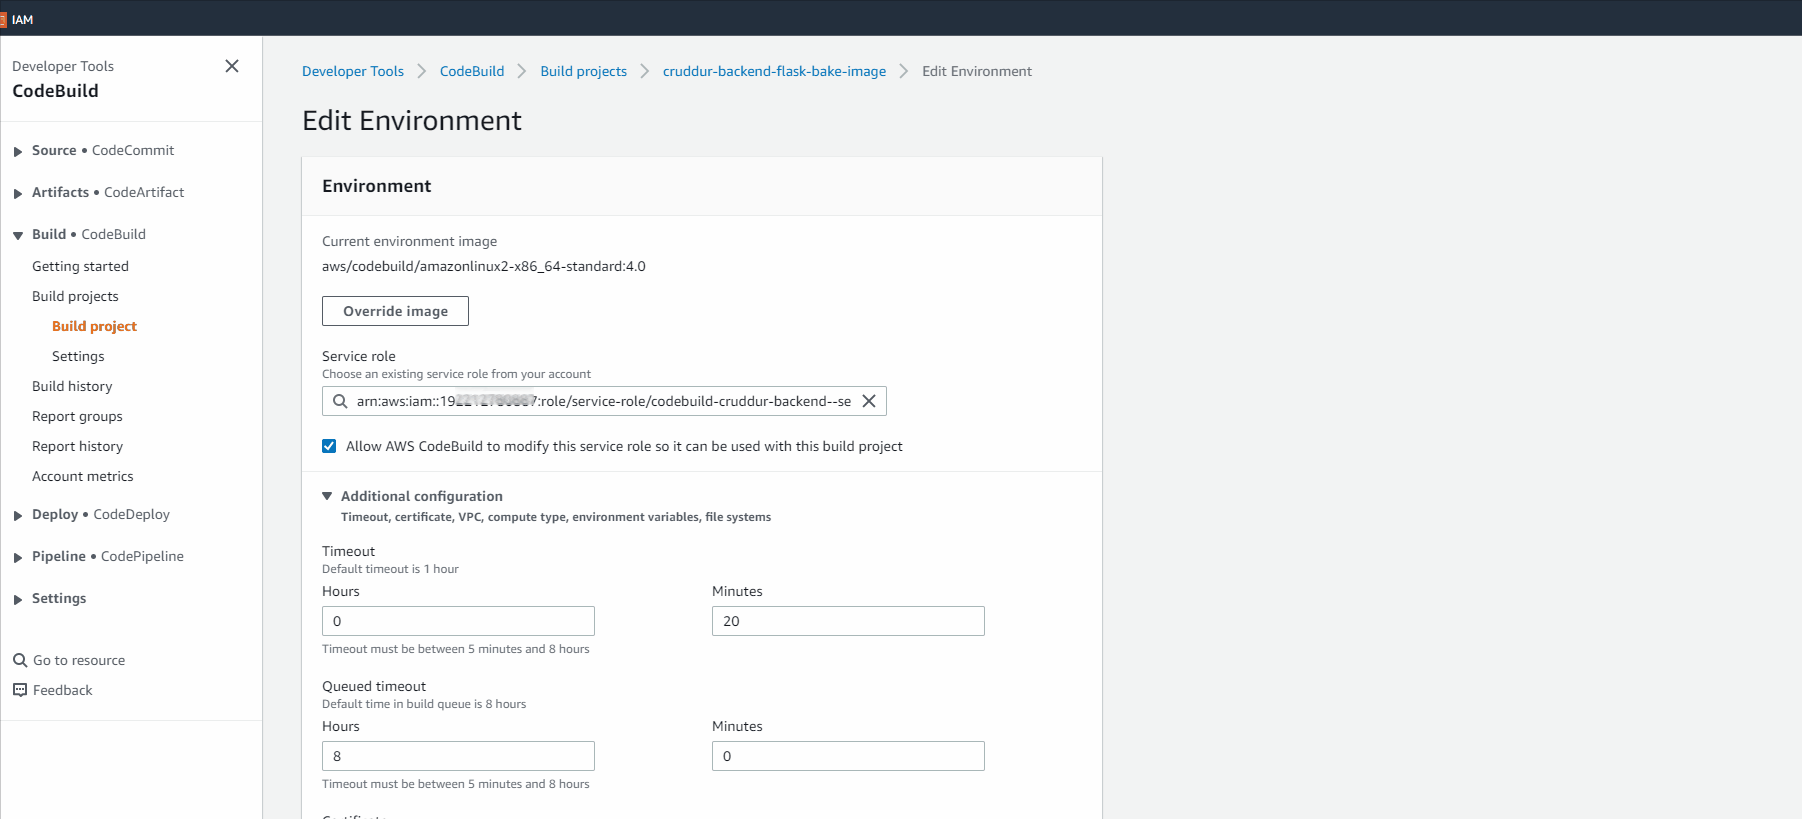 IAM
Developer Tools
CodeBuild
Source • CodeCommit
Artifacts • CodeArtifact
Build • CodeBuild
Getting started
Build projects
Build project
Settings
Build history
Report groups
Report history
Account metrics
Deploy • CodeDeploy
Pipeline • CodePipeline
Settings
Go to resource
Feedback
Developer Tools > CodeBuild > Build projects > cruddur-backend-flask-bake-image > Edit Environment
Edit Environment
Environment
Current environment image
aws/codebuild/amazonlinux2-x86_64-standard:4.0
Override image
Service role
Choose an existing service role from your account
arn:aws:iam::19 7:role/service-role/codebuild-cruddur-backend--se
Allow AWS CodeBuild to modify this service role so it can be used with this build project
Additional configuration
Timeout, certificate, VPC, compute type, environment variables, file systems
Timeout
Default timeout is 1 hour
Hours Minutes
0 20
Timeout must be between 5 minutes and 8 hours
Queued timeout
Default time in build queue is 8 hours
Hours Minutes
8 0
Timeout must be between 5 minutes and 8 hours